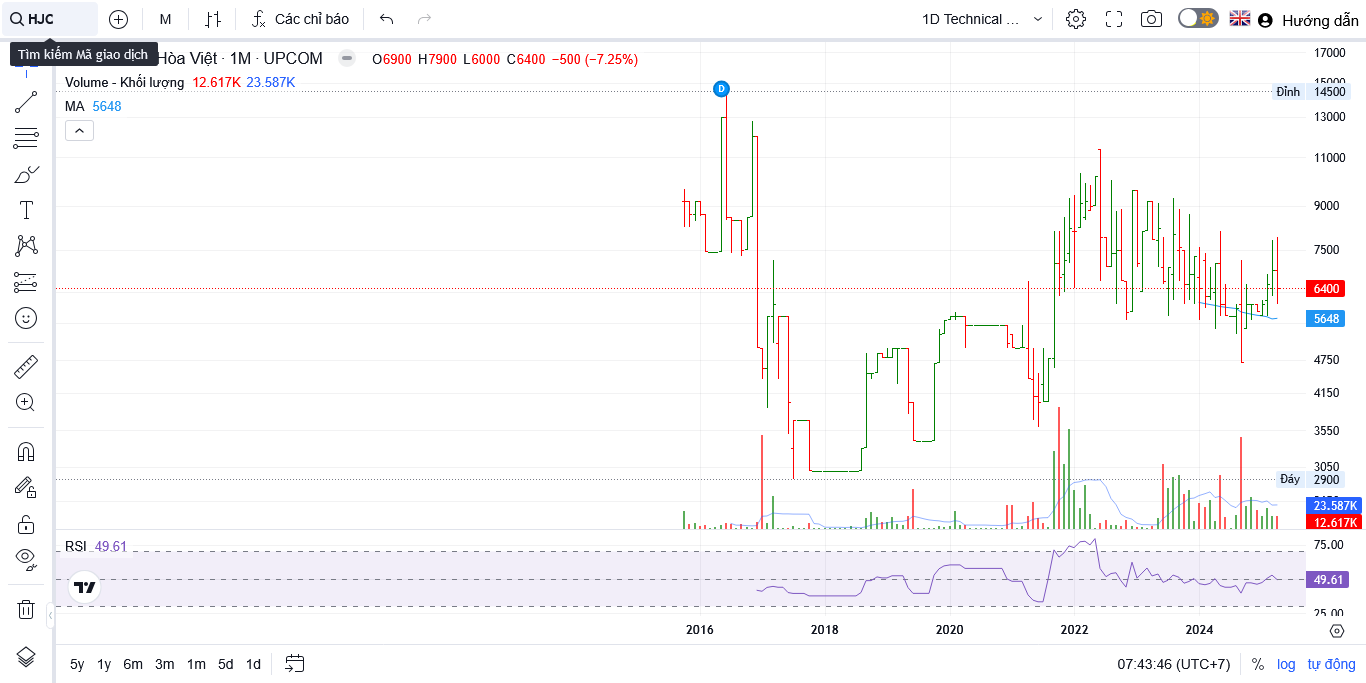 HJC
M
Các chỉ báo
1D Technical ...
Hướng dẫn
Tìm kiếm Mã giao dịch
Hòa Việt · 1M · UPCOM
O6900 H7900 L6000 C6400 −500 (−7.25%)
Volume - Khối lượng 12.617K 23.587K
MA 5648
D
17000
15000
Đỉnh 14500
13000
11000
9000
7500
6400
5648
4750
4150
3550
3050
Đáy 2900
23.587K
12.617K
RSI 49.61
75.00
49.61
25.00
2016 2018 2020 2022 2024
5y 1y 6m 3m 1m 5d 1d
07:43:46 (UTC+7) % log tự động